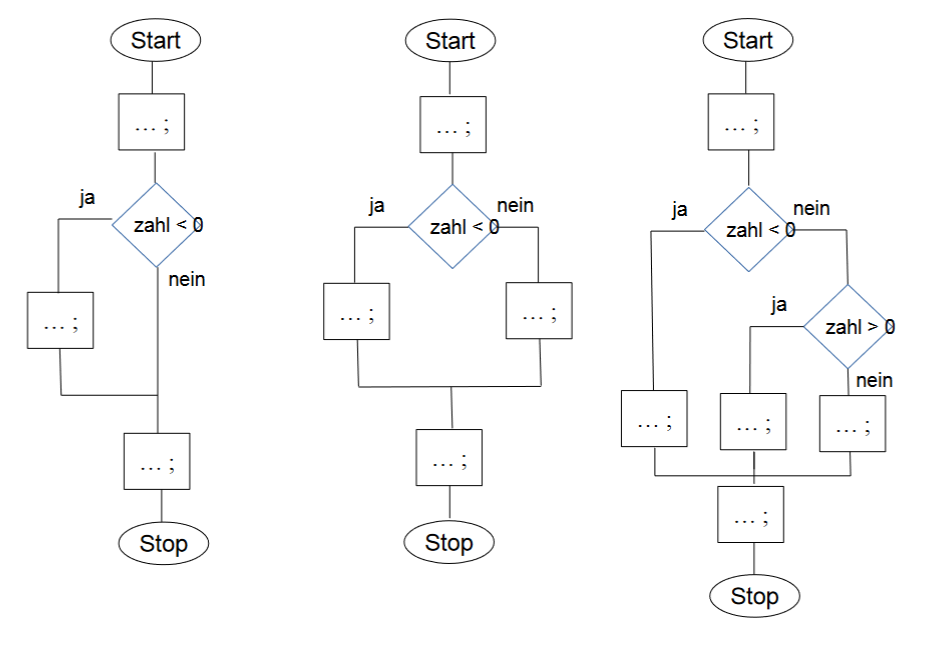 Start
... ;
ja
zahl < 0
nein
... ;
... ;
Stop
Start
... ;
ja
nein
zahl < 0
... ;
... ;
... ;
Stop
Start
... ;
ja
nein
zahl < 0
ja
zahl > 0
nein
... ;
... ;
... ;
... ;
Stop